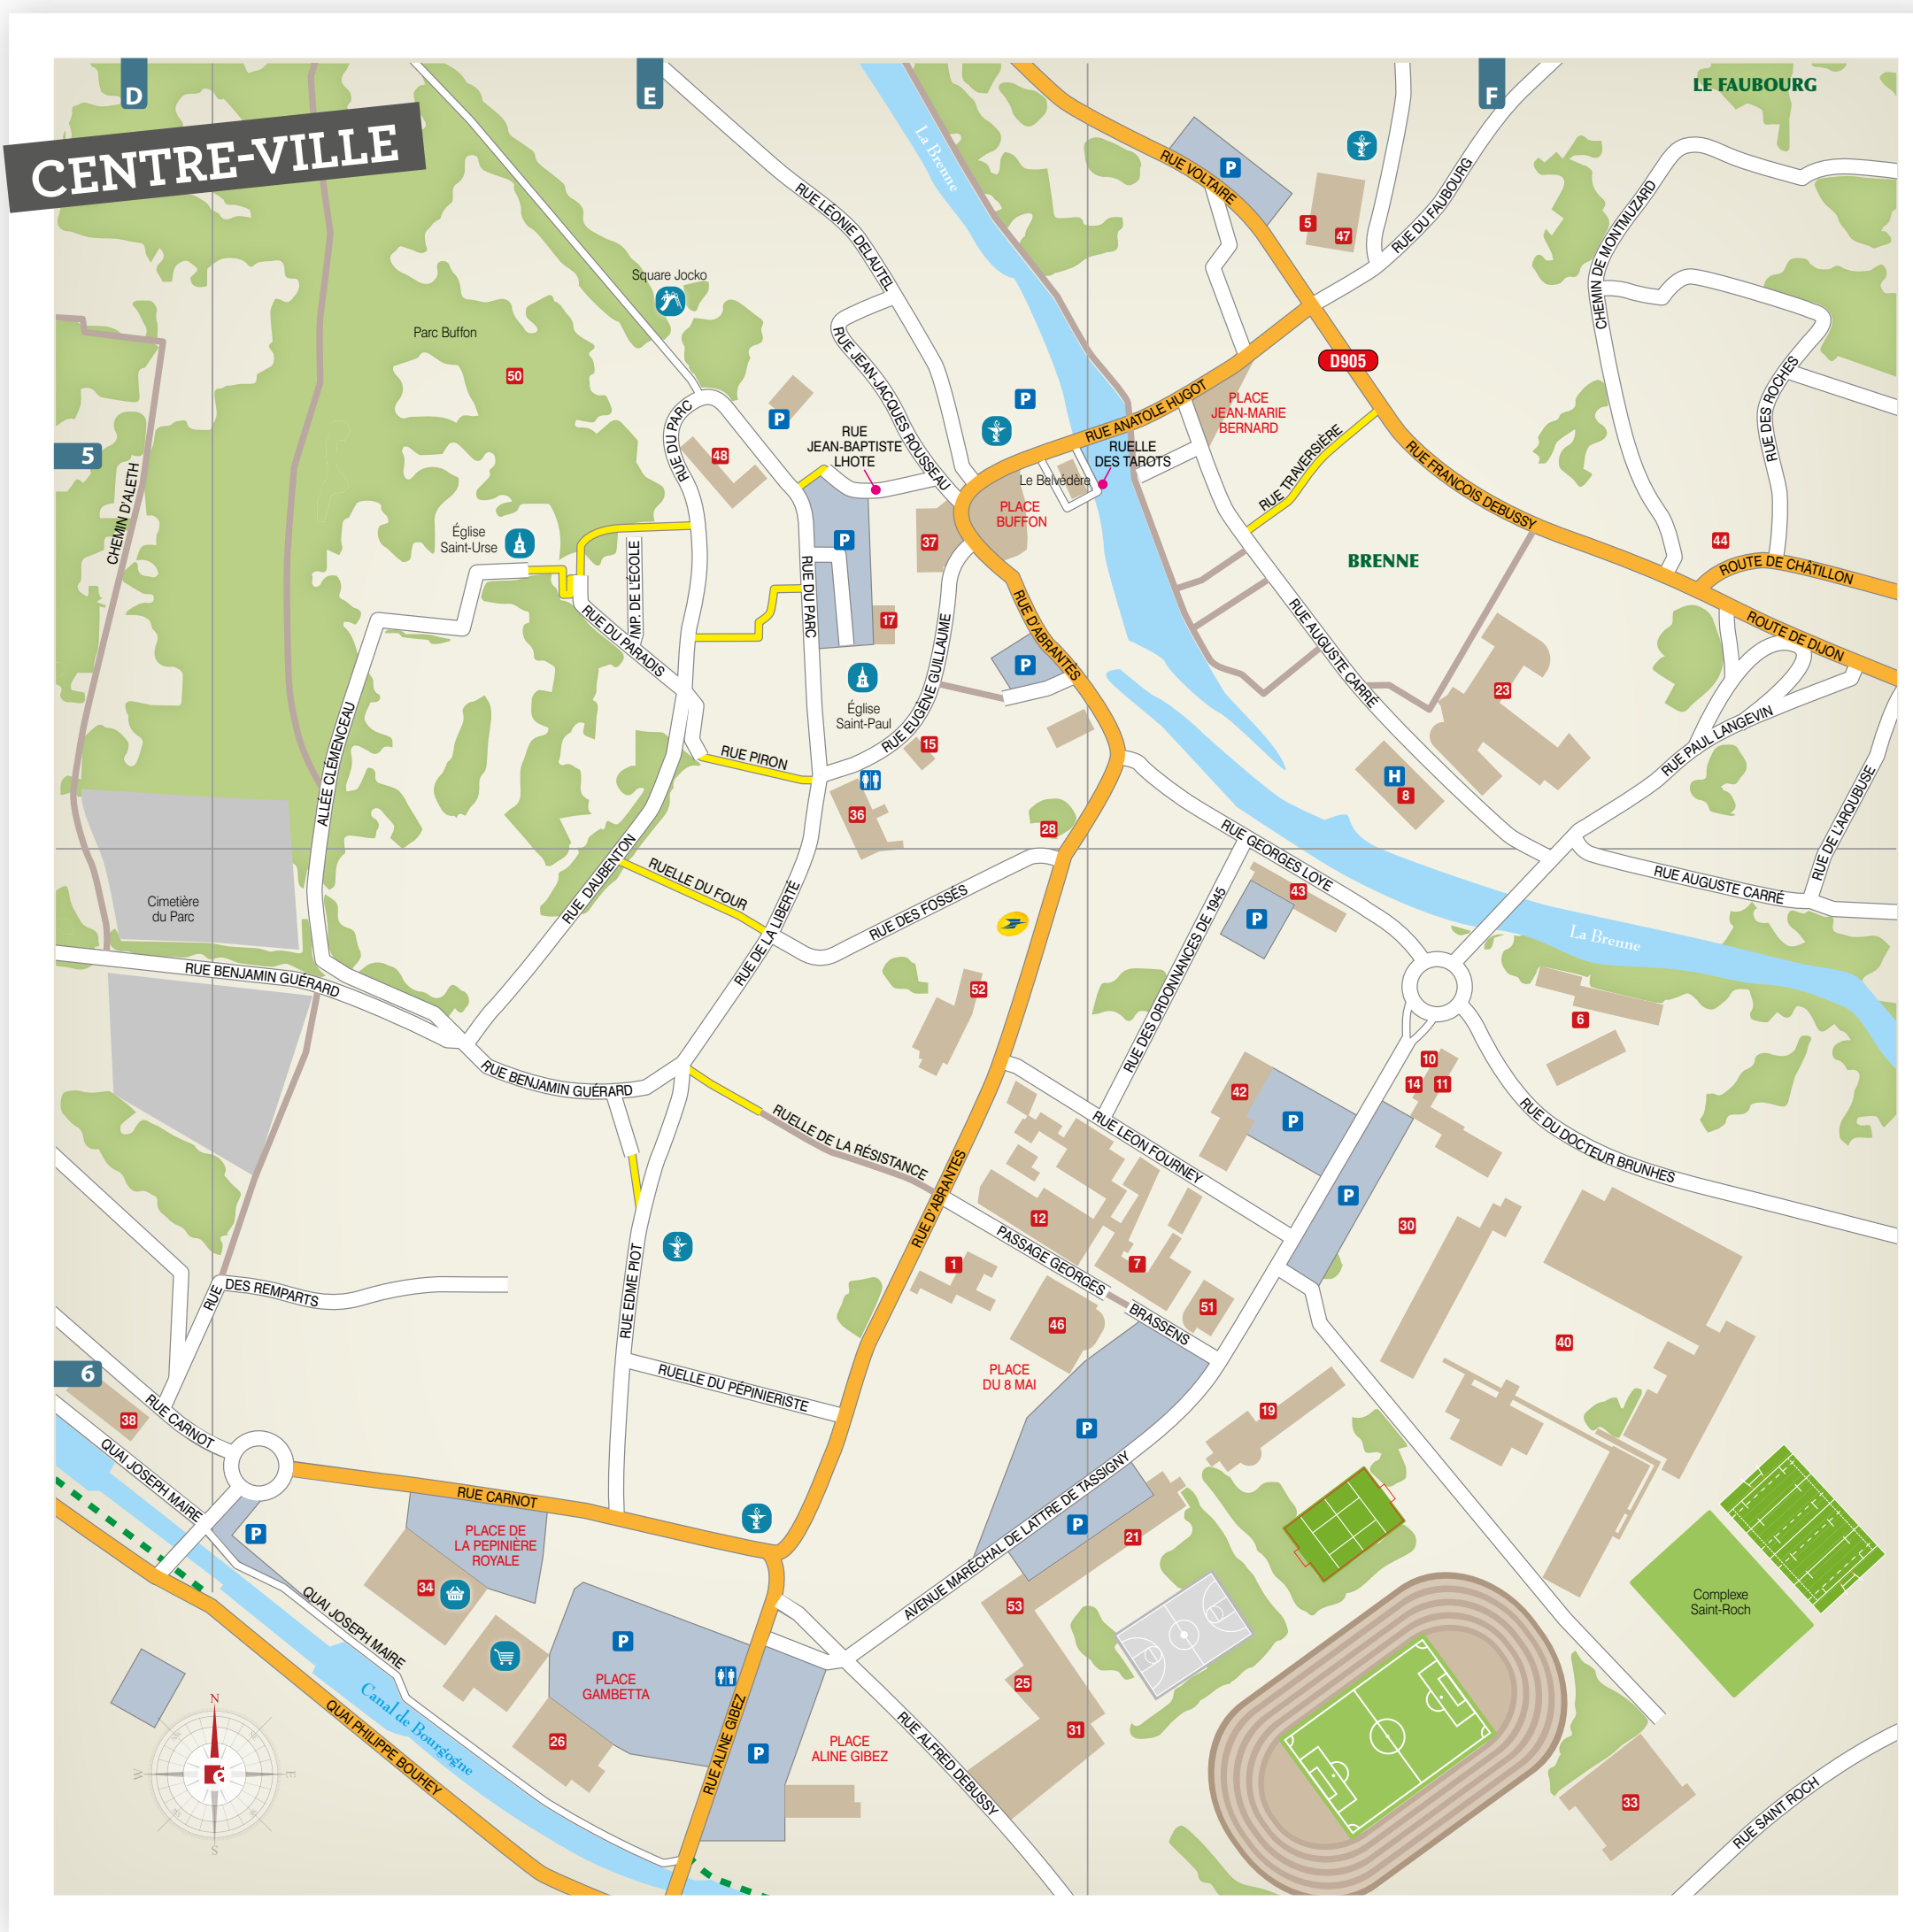 D
E
F
LE FAUBOURG
CENTRE-VILLE
La Brenne
RUE VOLTAIRE
P
5
47
RUE DU FAUBOURG
CHEMIN DE MONTMUZARD
RUE LÉONIE DELAUTEL
Square Jocko
Parc Buffon
50
RUE JEAN-JACQUES ROUSSEAU
D905
RUE ANATOLE HUGOT
PLACE
JEAN-MARIE
BERNARD
P
P
RUE DU PARC
48
RUE
JEAN-BAPTISTE
LHOTE
RUELLE
DES TAROTS
Le Belvédère
PLACE
BUFFON
RUE TRAVERSIÈRE
RUE FRANCOIS DEBUSSY
RUE DES ROCHES
5
CHEMIN D'ALETH
Église
Saint-Urse
IMP. DE L'ÉCOLE
RUE DU PARADIS
P
37
RUE DU PARC
17
BRENNE
44
ROUTE DE CHÂTILLON
ROUTE DE DIJON
RUE D'ABRANTÈS
P
Église
Saint-Paul
RUE EUGÈNE GUILLAUME
15
RUE AUGUSTE CARRÉ
23
RUE PAUL LANGEVIN
H
8
RUE DE L'ARQUBUSE
ALLÉE CLÉMENCEAU
RUE PIRON
36
28
RUE GEORGES LOYE
RUE AUGUSTE CARRÉ
RUE DAUBENTON
RUELLE DU FOUR
RUE DE LA LIBERTÉ
RUE DES FOSSÉS
43
P
La Brenne
Cimetière
du Parc
RUE BENJAMIN GUÉRARD
RUE DES ORDONNANCES DE 1945
52
6
RUE BENJAMIN GUÉRARD
RUELLE DE LA RÉSISTANCE
42
P
10
14
11
RUE LEON FOURNEY
RUE DU DOCTEUR BRUNHES
RUE D'ABRANTES
P
30
12
PASSAGE GEORGES
BRASSENS
7
1
51
46
40
RUE
DES REMPARTS
RUE EDME PIOT
RUELLE DU PÉPINIERISTE
PLACE
DU 8 MAI
6
38
RUE CARNOT
QUAI JOSEPH MAIRE
19
P
AVENUE MARÉCHAL DE LATTRE DE TASSIGNY
P
21
RUE CARNOT
P
PLACE DE
LA PEPINIÈRE
ROYALE
34
QUAI JOSEPH MAIRE
53
Complexe
Saint-Roch
P
PLACE
GAMBETTA
25
Canal de Bourgogne
QUAI PHILIPPE BOUHEY
26
RUE ALINE GIBEZ
P
PLACE
ALINE GIBEZ
RUE ALFRED DEBUSSY
31
33
RUE SAINT ROCH
N
W
E
S
é